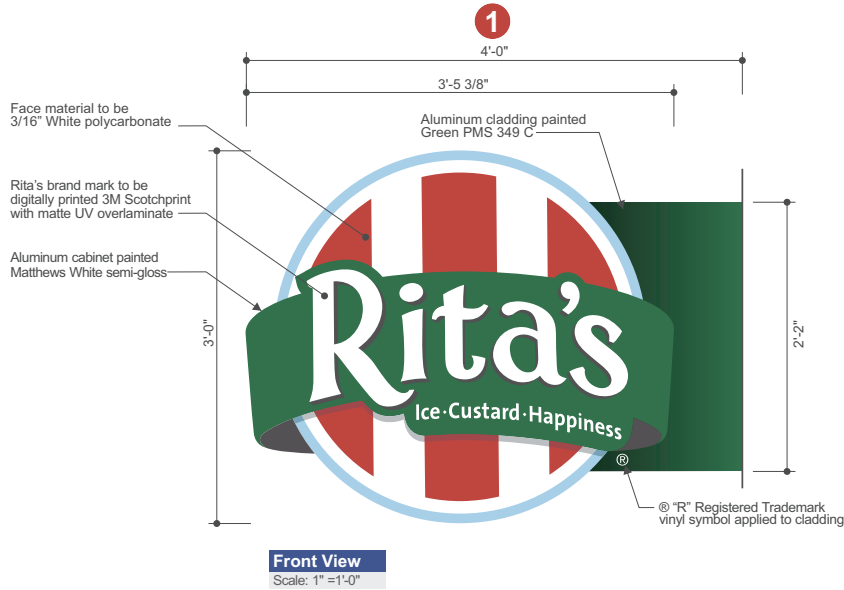 1
4'-0"
3'-5 3/8"
Face material to be
3/16” White polycarbonate
Aluminum cladding painted
Green PMS 349 C
Rita’s brand mark to be
digitally printed 3M Scotchprint
with matte UV overlaminate
Aluminum cabinet painted
Matthews White semi-gloss
3'-0"
2'-2"
Rita's
Ice·Custard·Happiness
®
® “R” Registered Trademark
vinyl symbol applied to cladding
Front View
Scale: 1" =1'-0"